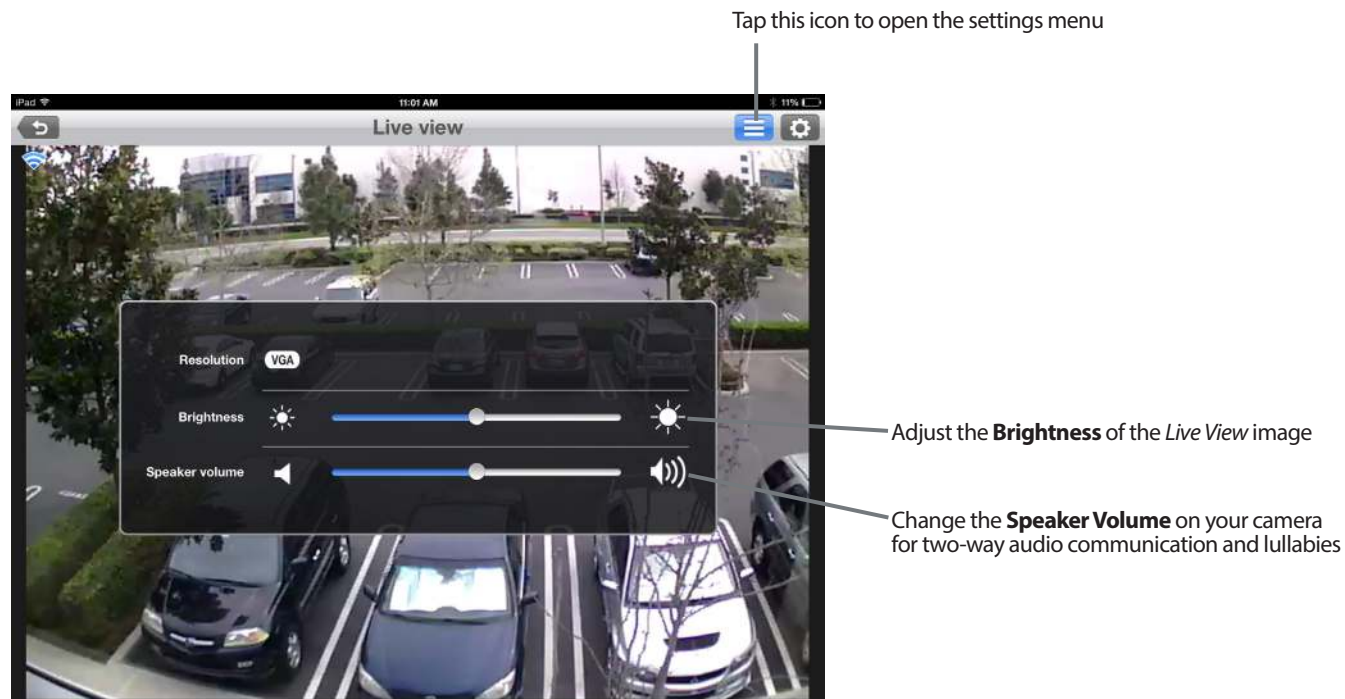 Tap this icon to open the settings menu
iPad
11:01 AM
11%
Live view
Resolution VGA
Brightness
Speaker volume
Adjust the Brightness of the Live View image
Change the Speaker Volume on your camera
for two-way audio communication and lullabies